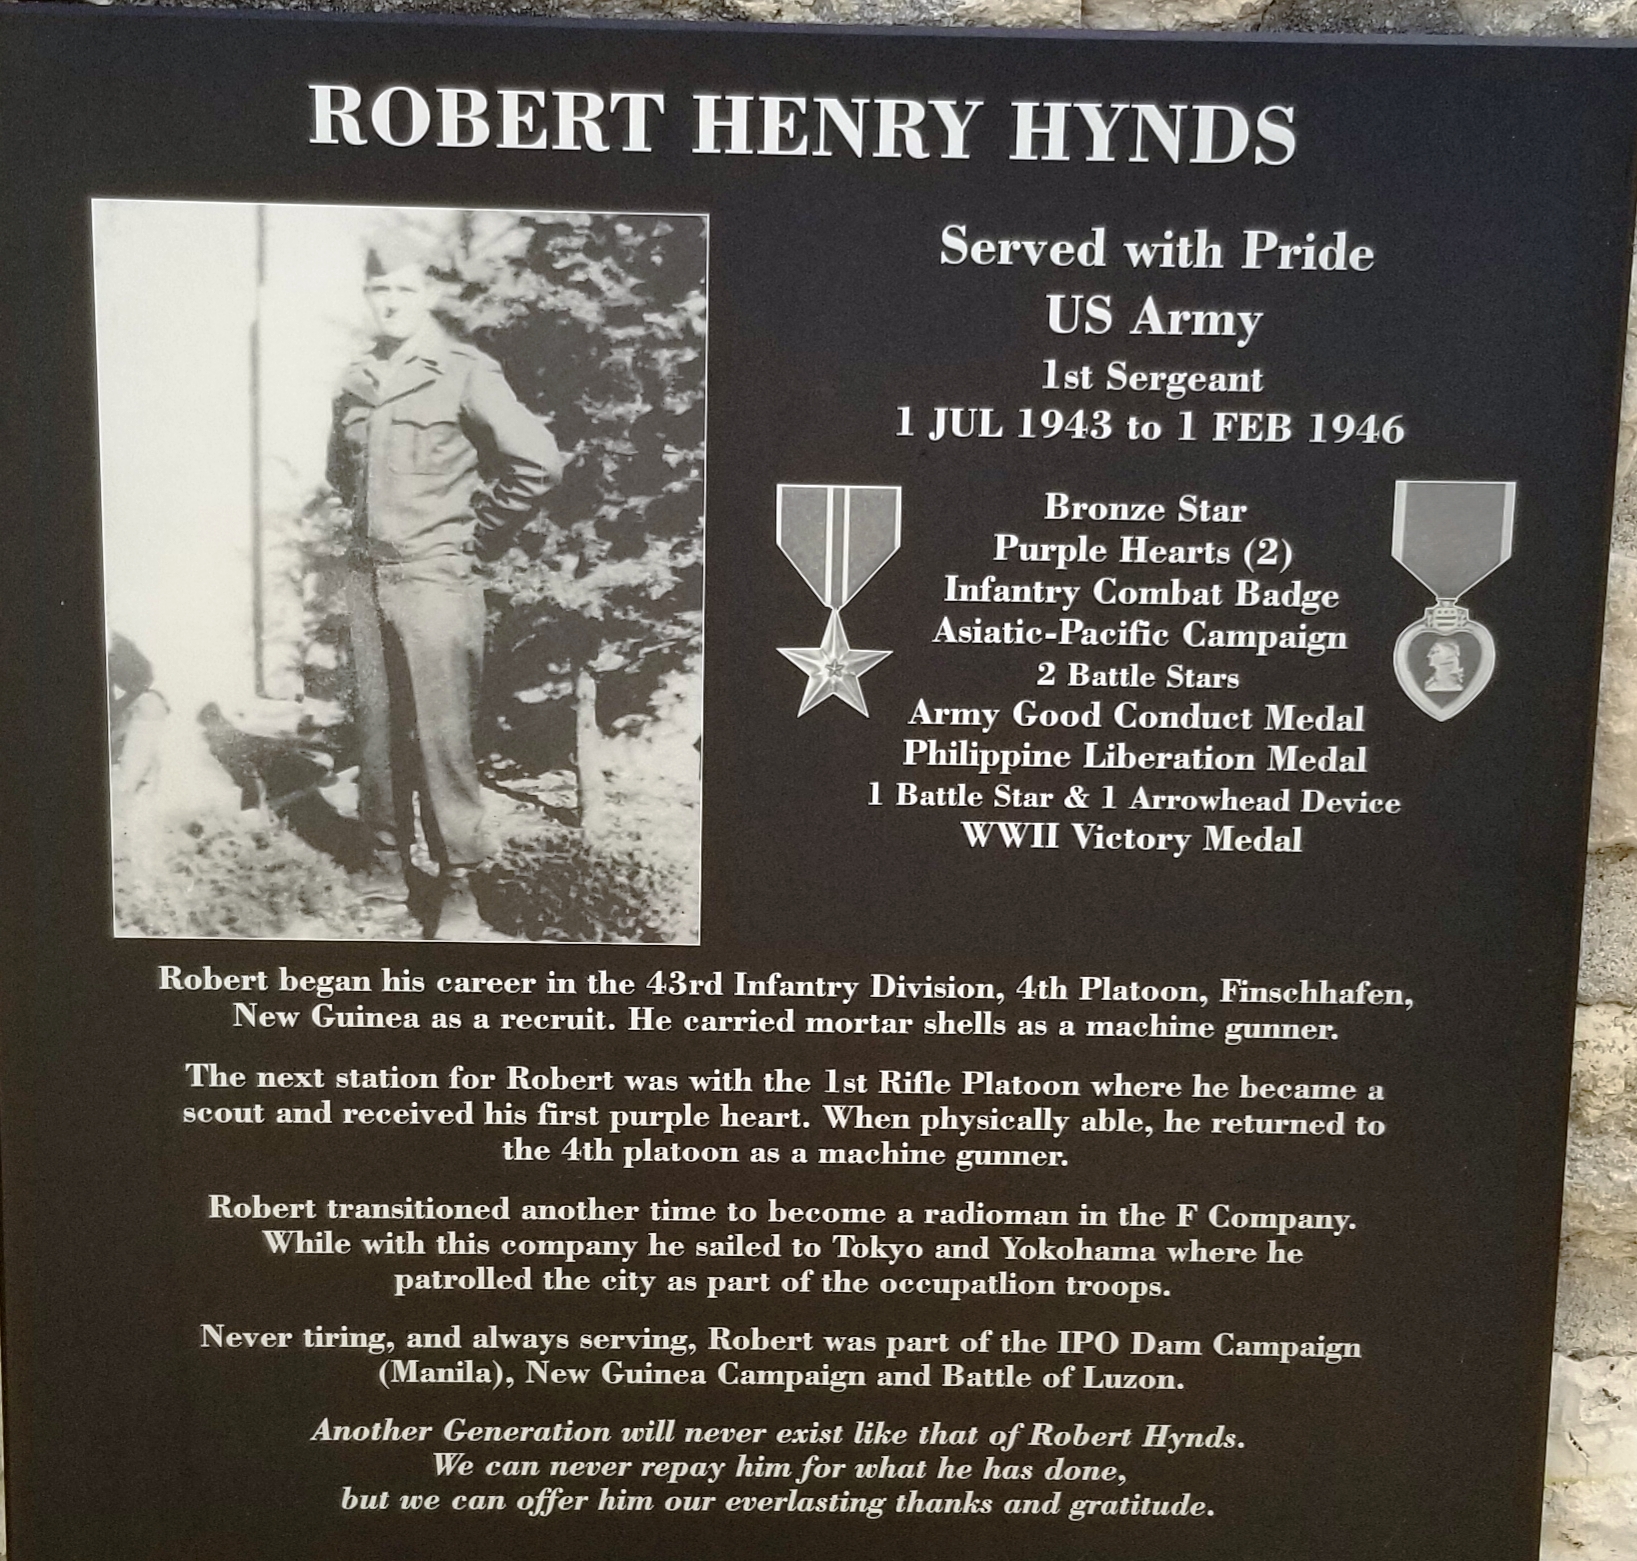 ROBERT HENRY HYNDS
Served with Pride
US Army
1st Sergeant
1 JUL 1943 to 1 FEB 1946
Bronze Star
Purple Hearts (2)
Infantry Combat Badge
Asiatic-Pacific Campaign
2 Battle Stars
Army Good Conduct Medal
Philippine Liberation Medal
1 Battle Star & 1 Arrowhead Device
WWII Victory Medal
Robert began his career in the 43rd Infantry Division, 4th Platoon, Finschhafen,
New Guinea as a recruit. He carried mortar shells as a machine gunner.
The next station for Robert was with the 1st Rifle Platoon where he became a
scout and received his first purple heart. When physically able, he returned to
the 4th platoon as a machine gunner.
Robert transitioned another time to become a radioman in the F Company.
While with this company he sailed to Tokyo and Yokohama where he
patrolled the city as part of the occupatlion troops.
Never tiring, and always serving, Robert was part of the IPO Dam Campaign
(Manila), New Guinea Campaign and Battle of Luzon.
Another Generation will never exist like that of Robert Hynds.
We can never repay him for what he has done,
but we can offer him our everlasting thanks and gratitude.